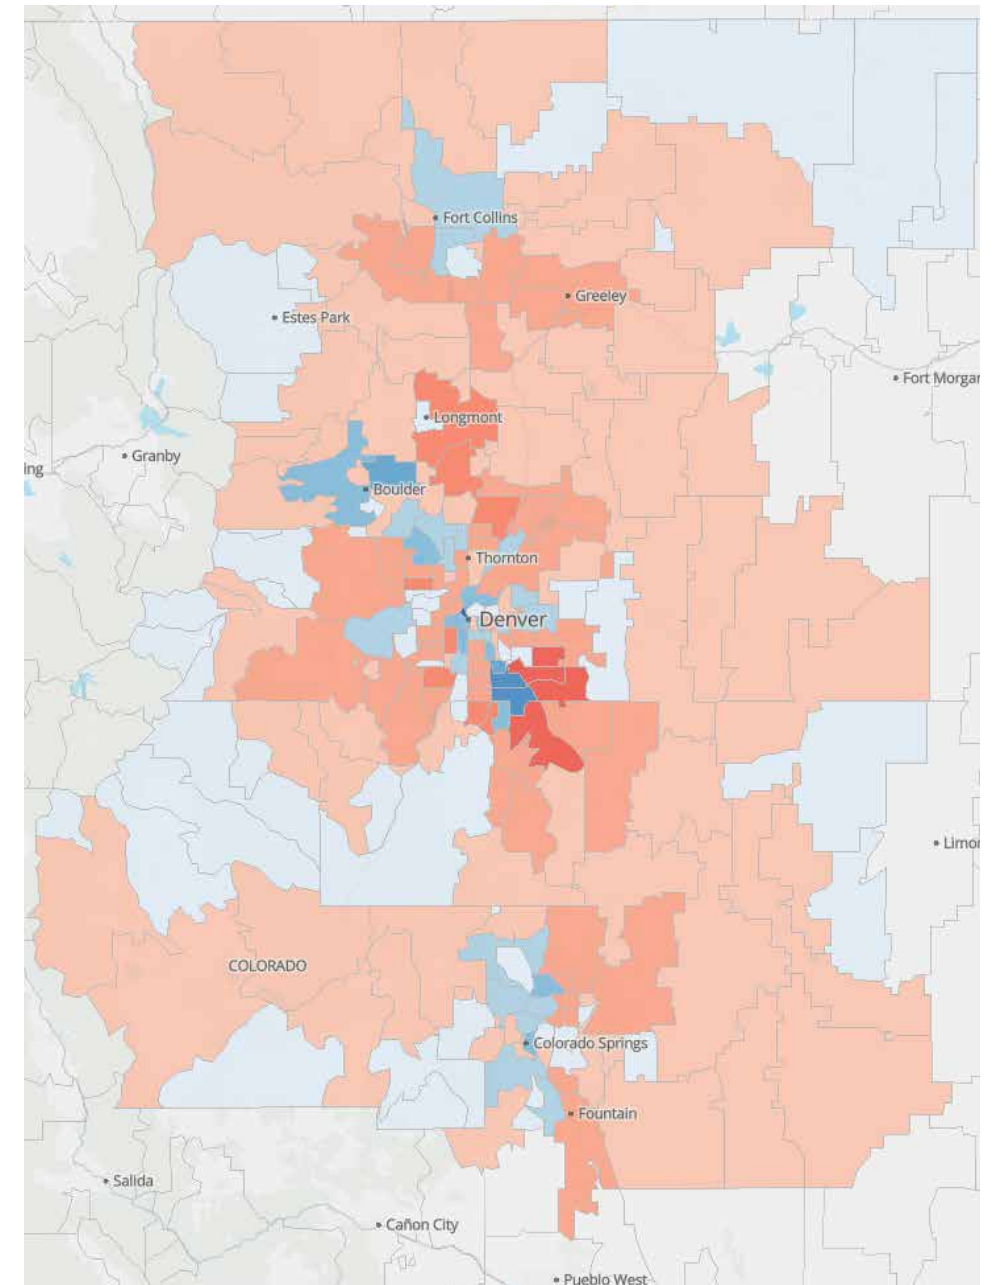 Fort Collins
Greeley
Estes Park
Fort Morgan
Longmont
Granby
ing
Boulder
Thornton
Denver
Limon
COLORADO
Colorado Springs
Fountain
Salida
Cañon City
Pueblo West